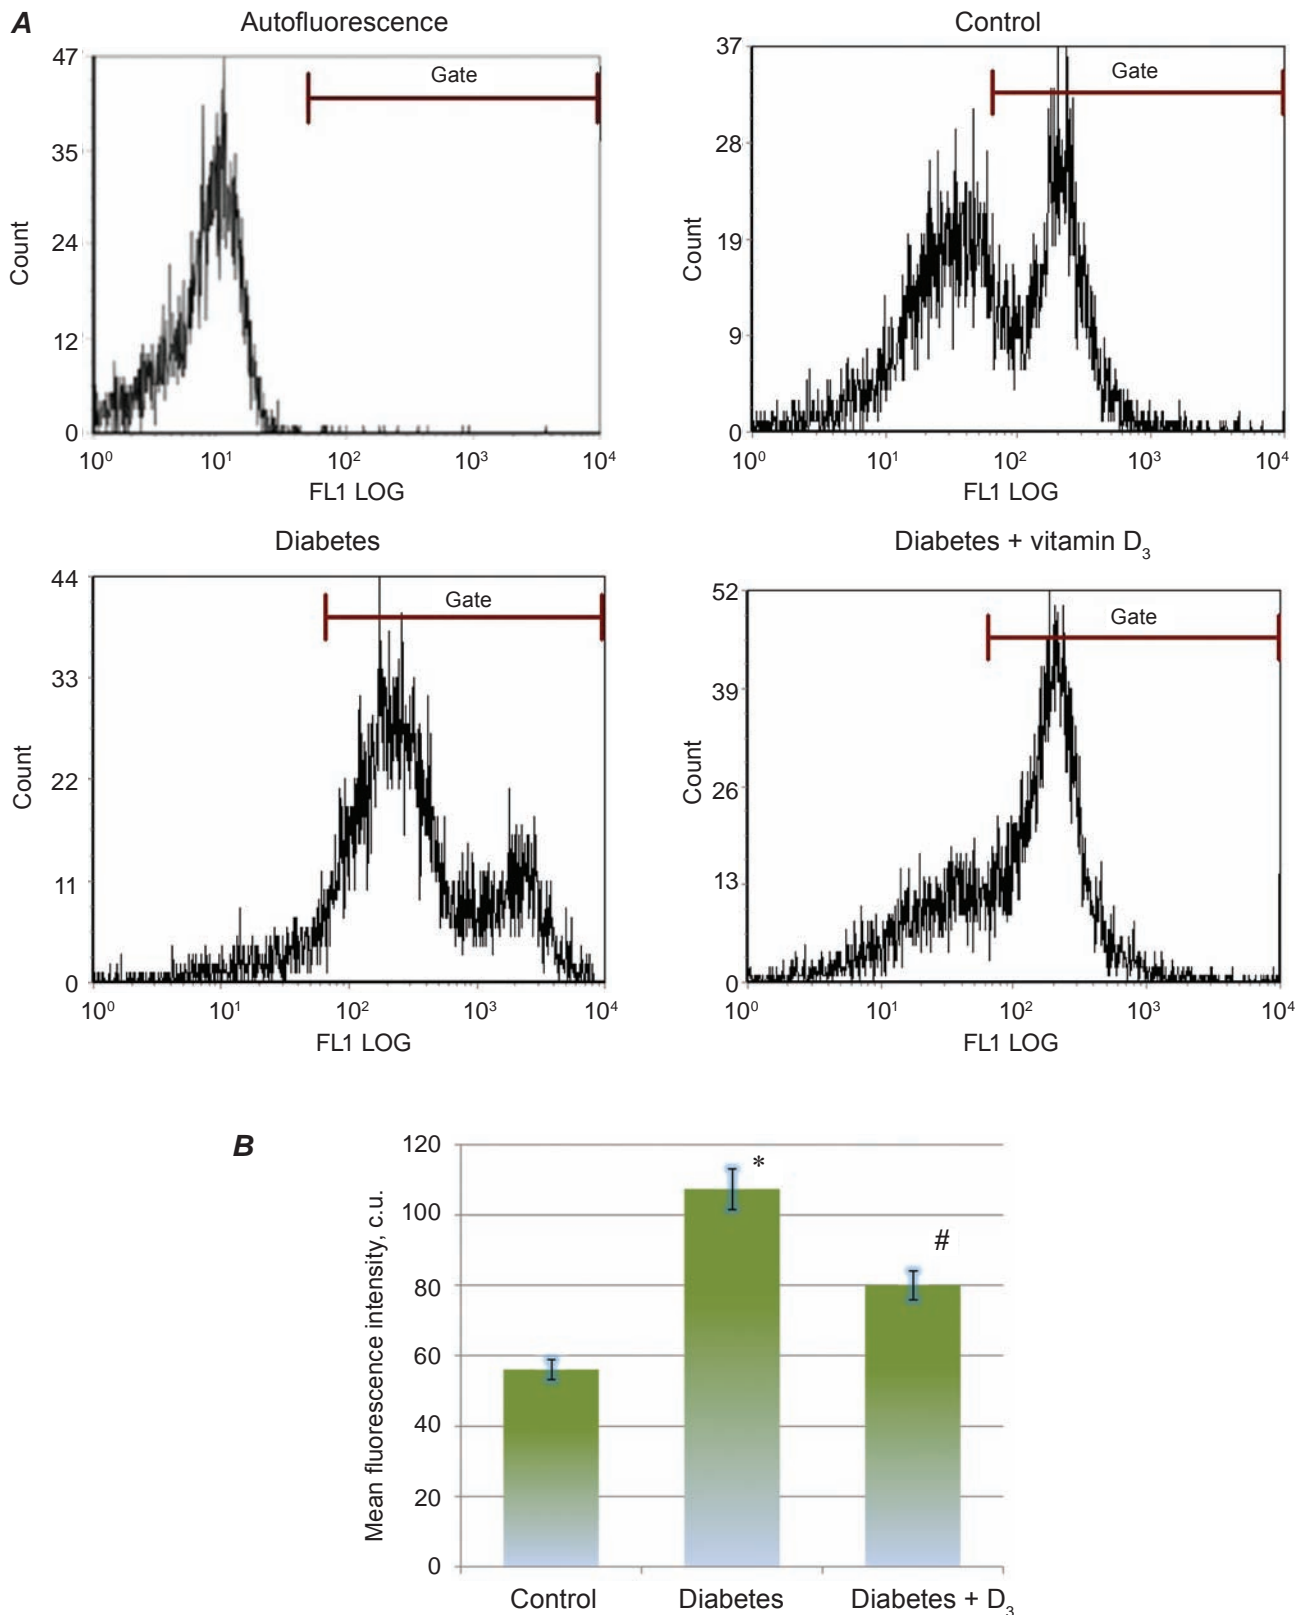 A
Autofluorescence
Control
47
35
24
12
0
Count
Gate
10⁰ 10¹ 10² 10³ 10⁴
FL1 LOG
37
28
19
9
0
Count
Gate
10⁰ 10¹ 10² 10³ 10⁴
FL1 LOG
Diabetes
Diabetes + vitamin D₃
44
33
22
11
0
Count
Gate
10⁰ 10¹ 10² 10³ 10⁴
FL1 LOG
52
39
26
13
0
Count
Gate
10⁰ 10¹ 10² 10³ 10⁴
FL1 LOG
B
Mean fluorescence intensity, c.u.
120
100
80
60
40
20
0
*
#
Control Diabetes Diabetes + D₃